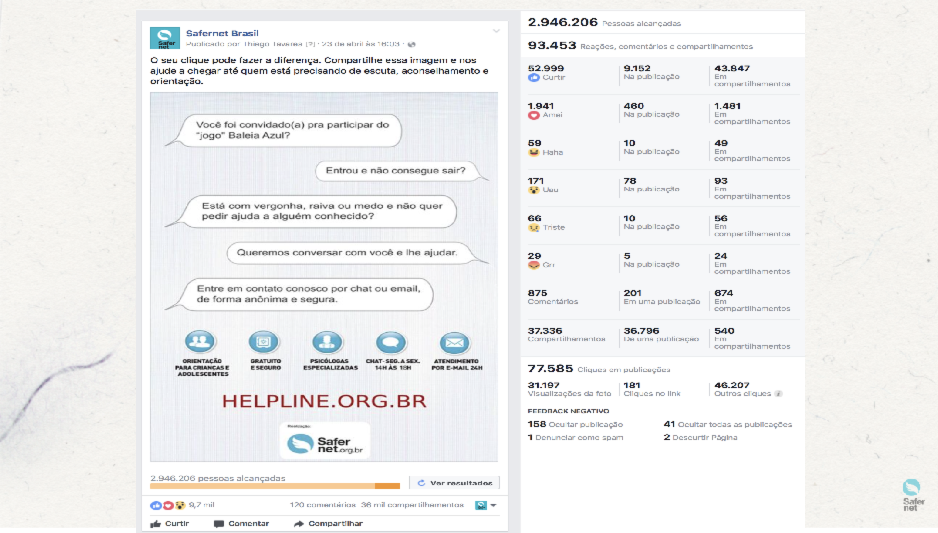 Safernet Brasil
Publicado por Thiago Tavares (?) · 23 de abril às 16:03 ·
O seu clique pode fazer a diferença. Compartilhe essa imagem e nos
ajude a chegar até quem está precisando de escuta, aconselhamento e
orientação.
Você foi convidado(a) pra participar do
"jogo" Baleia Azul?
Entrou e não consegue sair?
Está com vergonha, raiva ou medo e não quer
pedir ajuda a alguém conhecido?
Queremos conversar com você e lhe ajudar.
Entre em contato conosco por chat ou email,
de forma anônima e segura.
ORIENTAÇÃO
PARA CRIANÇAS E
ADOLESCENTES
GRATUITO
E SEGURO
PSICÓLOGAS
ESPECIALIZADAS
CHAT- SEG. A SEX.
14H ÀS 18H
ATENDIMENTO
POR E-MAIL 24H
HELPLINE.ORG.BR
Realização:
Safer
net.org.br
2.946.206 pessoas alcançadas
Ver resultados
9,7 mil
120 comentários 36 mil compartilhamentos
Curtir
Comentar
Compartilhar
2.946.206 Pessoas alcançadas
93.453 Reações, comentários e compartilhamentos
52.999
Curtir
9.152
Na publicação
43.847
Em
compartilhamentos
1.941
Amei
460
Na publicação
1.481
Em
compartilhamentos
59
Haha
10
Na publicação
49
Em
compartilhamentos
171
Uau
78
Na publicação
93
Em
compartilhamentos
66
Triste
10
Na publicação
56
Em
compartilhamentos
29
Grr
5
Na publicação
24
Em
compartilhamentos
875
Comentários
201
Em uma publicação
674
Em
compartilhamentos
37.336
Compartilhamentos
36.796
De uma publicação
540
Em
compartilhamentos
77.585 Cliques em publicações
31.197
Visualizações da foto
181
Cliques no link
46.207
Outros cliques
FEEDBACK NEGATIVO
158 Ocultar publicação
41 Ocultar todas as publicações
1 Denunciar como spam
2 Descurtir Página
Safer
net